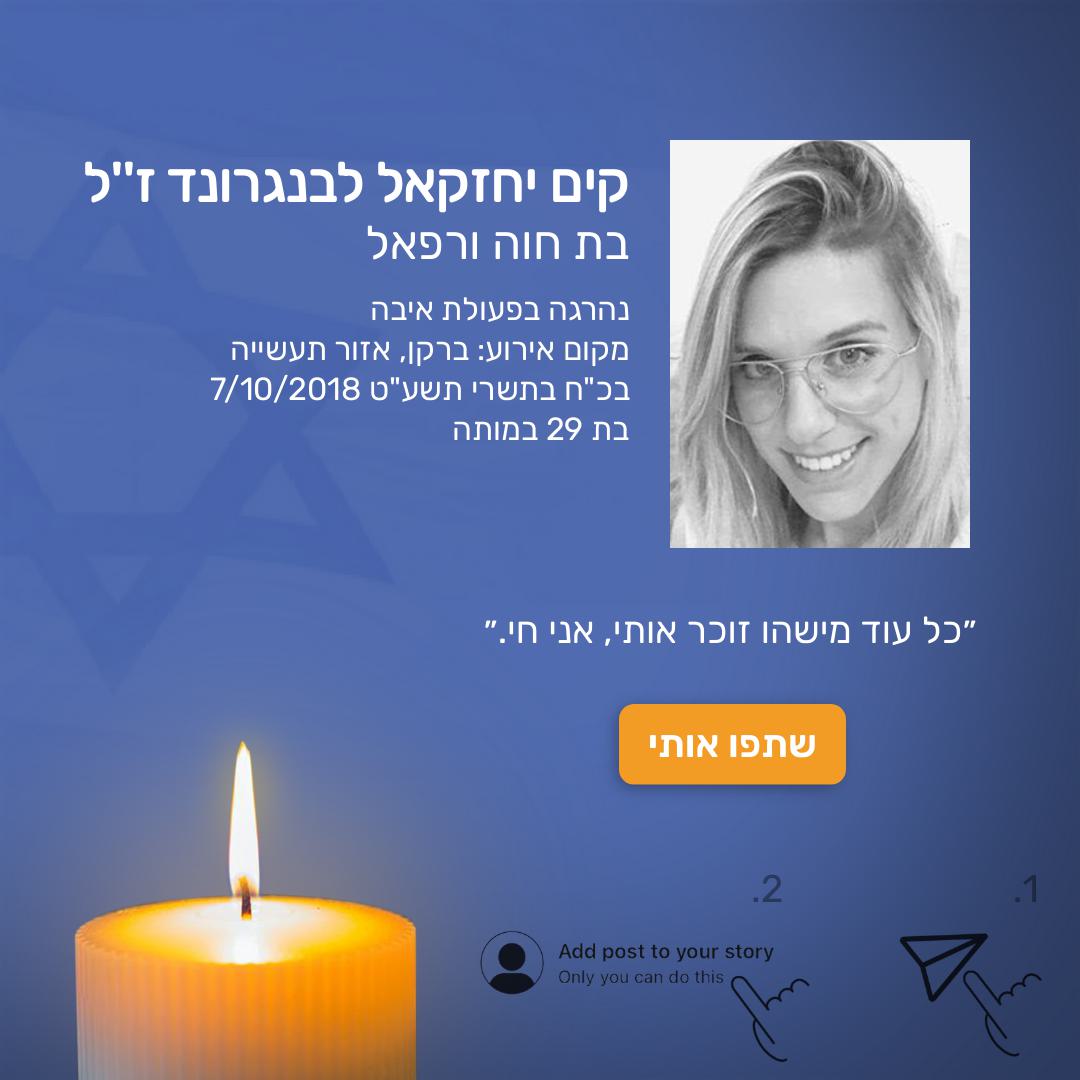 קים יחזקאל לבנגרונד ז"ל
בת חוה ורפאל
נהרגה בפעולת איבה
מקום אירוע: ברקן, אזור תעשייה
בכ"ח בתשרי תשע"ט 7/10/2018
בת 29 במותה
״כל עוד מישהו זוכר אותי, אני חי.״
שתפו אותי
.1
.2
Add post to your story
Only you can do this